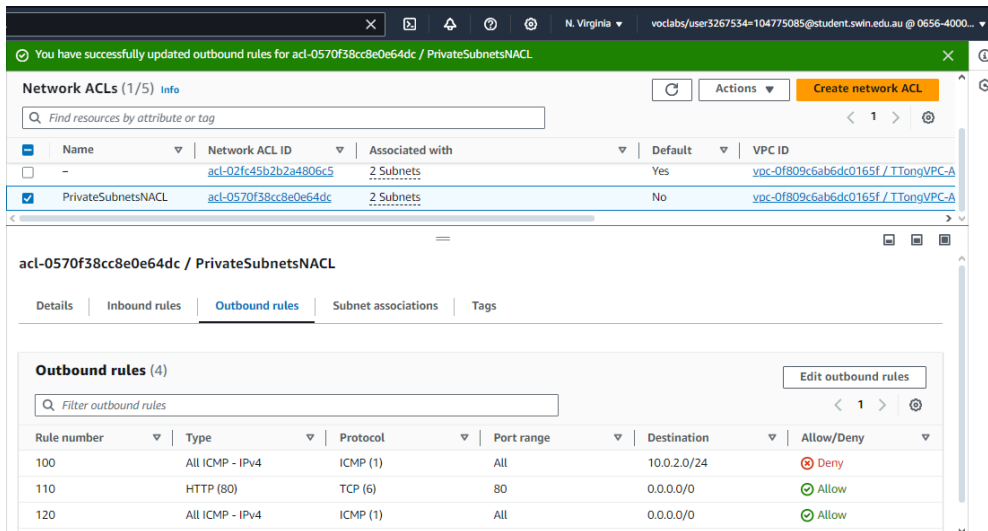 N. Virginia ▼ voclabs/user3267534=104775085@student.swin.edu.au @ 0656-4000... ▼
You have successfully updated outbound rules for acl-0570f38cc8e0e64dc / PrivateSubnetsNACL
Network ACLs (1/5) Info
Actions ▼ Create network ACL
Find resources by attribute or tag
1
Name Network ACL ID Associated with Default VPC ID
– acl-02fc45b2b2a4806c5 2 Subnets Yes vpc-0f809c6ab6dc0165f / TTongVPC-A
PrivateSubnetsNACL acl-0570f38cc8e0e64dc 2 Subnets No vpc-0f809c6ab6dc0165f / TTongVPC-A
acl-0570f38cc8e0e64dc / PrivateSubnetsNACL
Details Inbound rules Outbound rules Subnet associations Tags
Outbound rules (4)
Edit outbound rules
Filter outbound rules
1
Rule number Type Protocol Port range Destination Allow/Deny
100 All ICMP - IPv4 ICMP (1) All 10.0.2.0/24 Deny
110 HTTP (80) TCP (6) 80 0.0.0.0/0 Allow
120 All ICMP - IPv4 ICMP (1) All 0.0.0.0/0 Allow